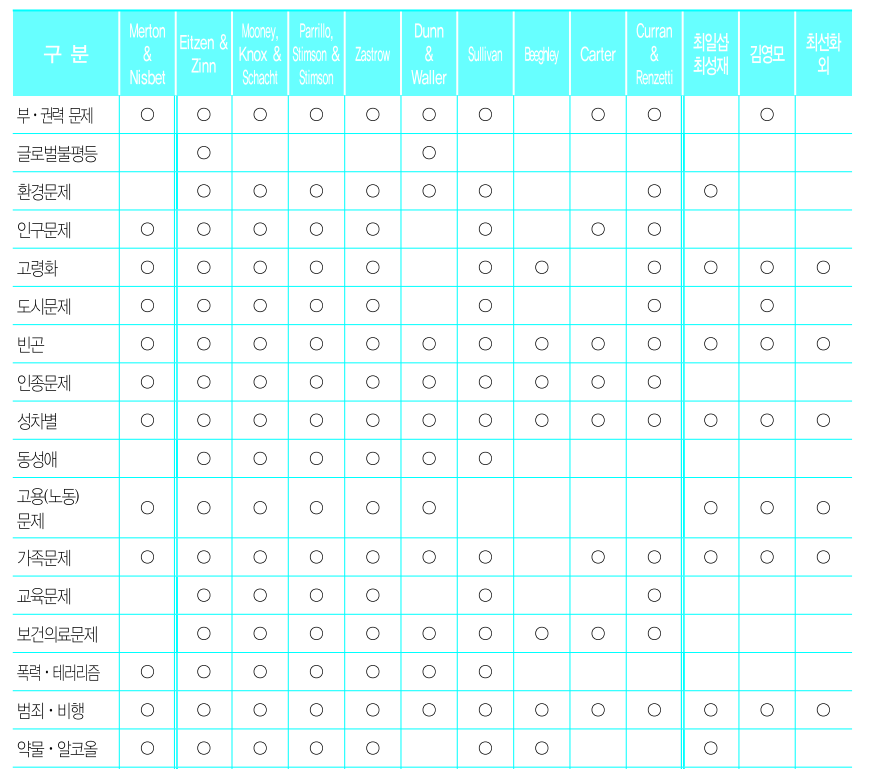 구 분 | Merton & Nisbet | Eitzen & Zinn | Mooney, Knox & Schacht | Parrillo, Stimson & Stimson | Zastrow | Dunn & Waller | Sullivan | Beeghley | Carter | Curran & Renzetti | 최일섭 최성재 | 김영모 | 최선화 외
부·권력 문제 | ○ | ○ | ○ | ○ | ○ | ○ | ○ | | ○ | ○ | | ○ |
글로벌불평등 | | ○ | | | | ○ | | | | | | |
환경문제 | | ○ | ○ | ○ | ○ | ○ | ○ | | | ○ | ○ | |
인구문제 | ○ | ○ | ○ | ○ | ○ | | ○ | | ○ | ○ | | |
고령화 | ○ | ○ | ○ | ○ | ○ | | ○ | ○ | | ○ | ○ | ○ | ○
도시문제 | ○ | ○ | ○ | ○ | ○ | | ○ | | | ○ | | ○ |
빈곤 | ○ | ○ | ○ | ○ | ○ | ○ | ○ | ○ | ○ | ○ | ○ | ○ | ○
인종문제 | ○ | ○ | ○ | ○ | ○ | ○ | ○ | ○ | ○ | ○ | | |
성차별 | ○ | ○ | ○ | ○ | ○ | ○ | ○ | ○ | ○ | ○ | ○ | ○ | ○
동성애 | | ○ | ○ | ○ | ○ | ○ | ○ | | | | | |
고용(노동) 문제 | ○ | ○ | ○ | ○ | ○ | ○ | | | | | ○ | ○ | ○
가족문제 | ○ | ○ | ○ | ○ | ○ | ○ | ○ | | ○ | ○ | ○ | ○ | ○
교육문제 | | ○ | ○ | ○ | ○ | | ○ | | | ○ | | |
보건의료문제 | | ○ | ○ | ○ | ○ | ○ | ○ | ○ | ○ | ○ | | |
폭력·테러리즘 | ○ | ○ | ○ | ○ | ○ | ○ | ○ | | | | | |
범죄·비행 | ○ | ○ | ○ | ○ | ○ | ○ | ○ | ○ | ○ | ○ | ○ | ○ | ○
약물·알코올 | ○ | ○ | ○ | ○ | ○ | | ○ | ○ | | | ○ | |